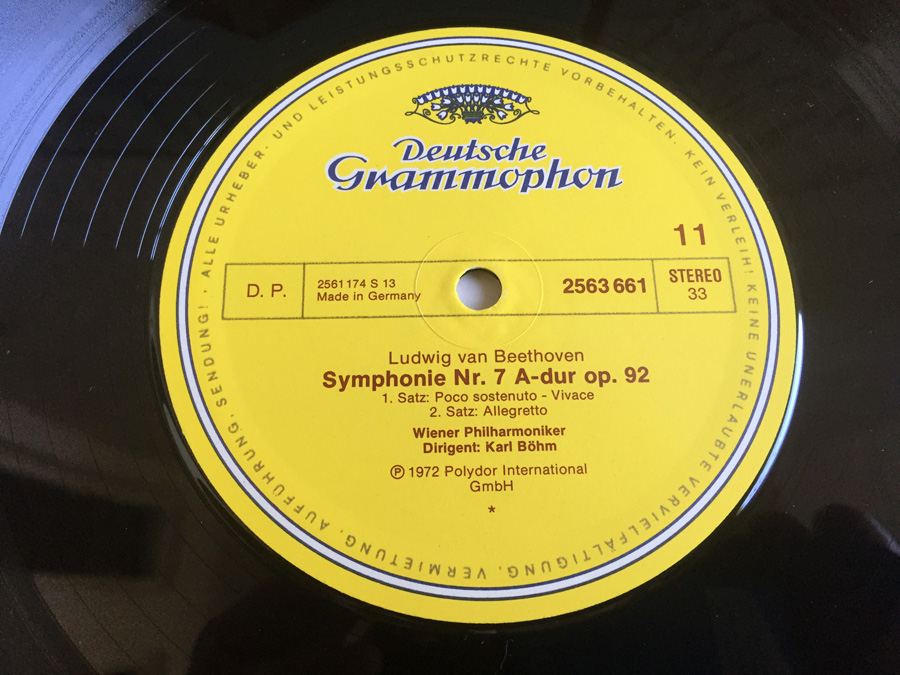 ALLE URHEBER- UND LEISTUNGSSCHUTZRECHTE VORBEHALTEN. KEIN VERLEIH! KEINE UNERLAUBTE VERVIELFÄLTIGUNG, VERMIETUNG, AUFFÜHRUNG, SENDUNG! ·
Deutsche
Grammophon
11
D. P.
2561 174 S 13
Made in Germany
2563 661
STEREO
33
Ludwig van Beethoven
Symphonie Nr. 7 A-dur op. 92
1. Satz: Poco sostenuto - Vivace
2. Satz: Allegretto
Wiener Philharmoniker
Dirigent: Karl Böhm
Ⓟ 1972 Polydor International
GmbH
*